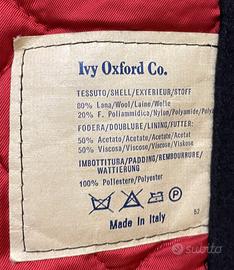 Ivy Oxford Co.
TESSUTO/SHELL/EXTERIEUR/STOFF
80% Lana/Wool/Laine/Wolle
20% F. Poliammidica/Nylon/Polyamide/Polya
FODERA/DOUBLURE/LINING/FUTTER:
50% Acetato/Acetate/Acetat/Acetat
50% Viscosa/Viscose/Viscose/Viskose
IMBOTTITURA/PADDING/REMBOURRURE/
WATTIERUNG
100% Poliestere/Polyester
Made In Italy
52
subito